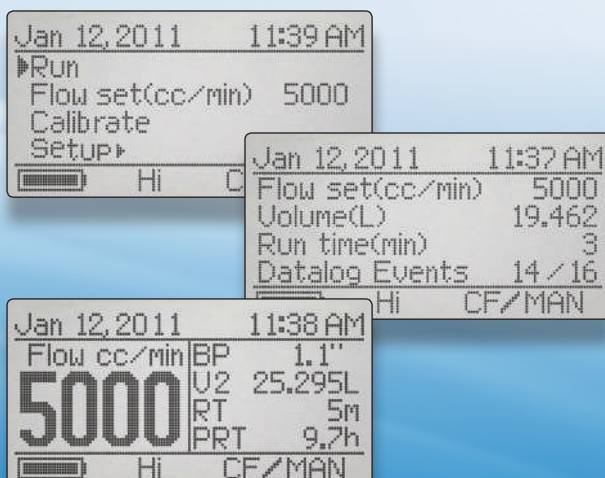 Jan 12, 2011 11:39 AM
Run
Flow set(cc/min) 5000
Calibrate
Setup
Hi C
Jan 12, 2011 11:37 AM
Flow set(cc/min) 5000
Volume(L) 19.462
Run time(min) 3
Datalog Events 14/16
Hi CF/MAN
Jan 12, 2011 11:38 AM
Flow cc/min BP 1.1"
5000 V2 25.295L
RT 5m
PRT 9.7h
Hi CF/MAN